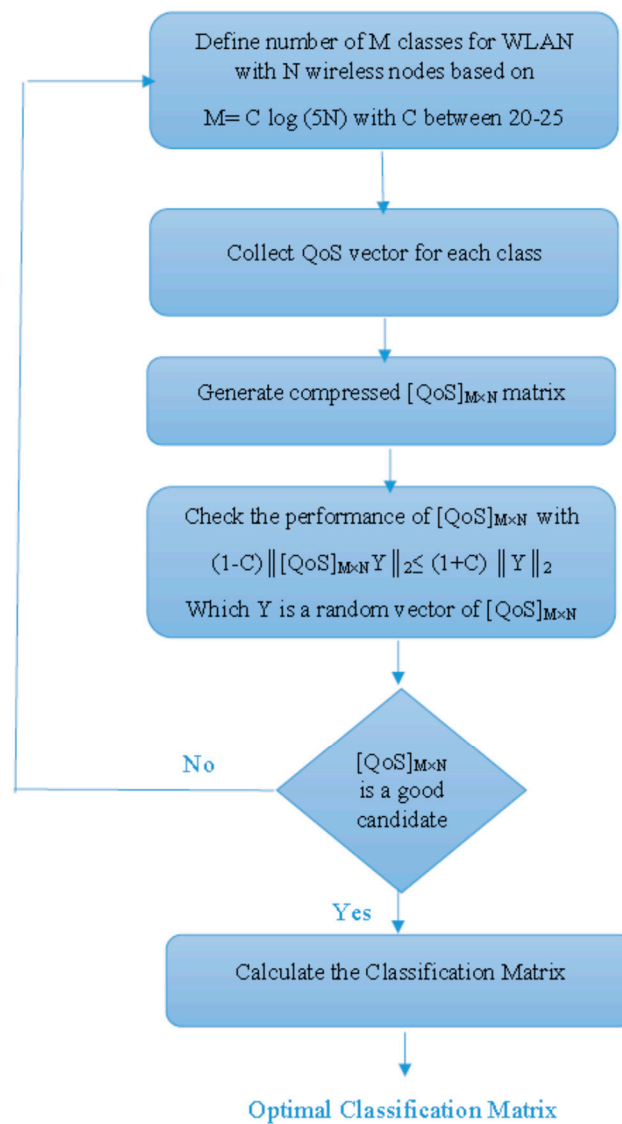 Define number of M classes for WLAN
with N wireless nodes based on
M= C log (5N) with C between 20-25
Collect QoS vector for each class
Generate compressed [QoS]M×N matrix
Check the performance of [QoS]M×N with
(1-C)‖[QoS]M×NY‖2≤ (1+C) ‖Y‖2
Which Y is a random vector of [QoS]M×N
No
[QoS]M×N
is a good
candidate
Yes
Calculate the Classification Matrix
Optimal Classification Matrix